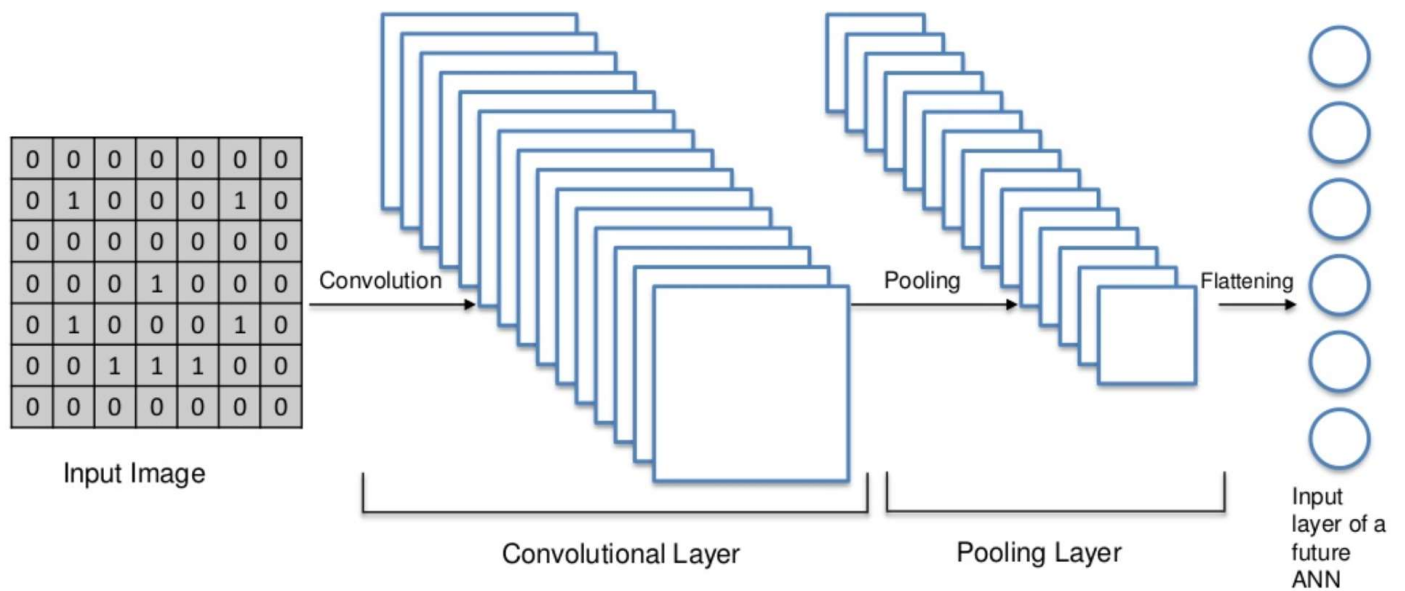 0 0 0 0 0 0 0
0 1 0 0 0 1 0
0 0 0 0 0 0 0
0 0 0 1 0 0 0
0 1 0 0 0 1 0
0 0 1 1 1 0 0
0 0 0 0 0 0 0
Input Image
Convolution
Convolutional Layer
Pooling
Pooling Layer
Flattening
Input
layer of a
future
ANN